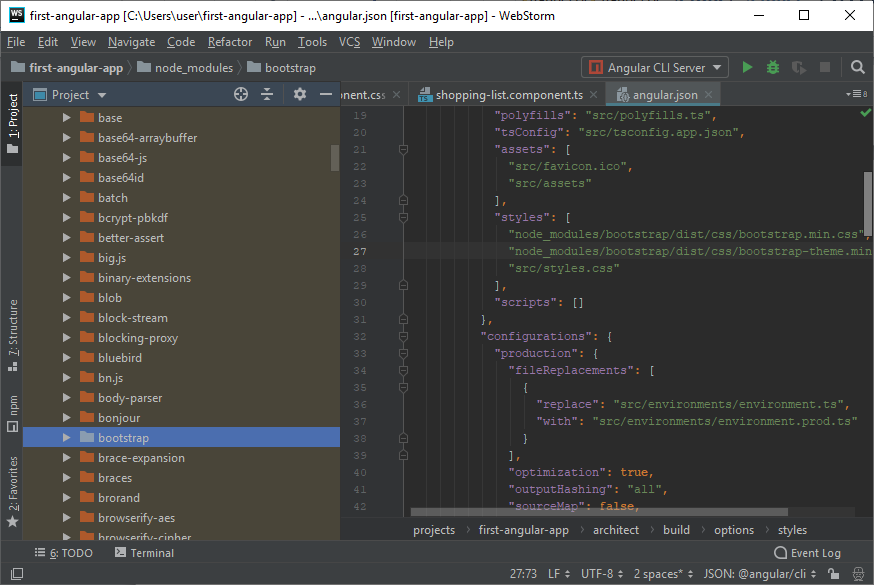 WS first-angular-app [C:\Users\user\first-angular-app] - ...\angular.json [first-angular-app] - WebStorm
File Edit View Navigate Code Refactor Run Tools VCS Window Help
first-angular-app node_modules bootstrap Angular CLI Server
1: Project
7: Structure
npm
2: Favorites
Project
base
base64-arraybuffer
base64-js
base64id
batch
bcrypt-pbkdf
better-assert
big.js
binary-extensions
blob
block-stream
blocking-proxy
bluebird
bn.js
body-parser
bonjour
bootstrap
brace-expansion
braces
brorand
browserify-aes
browserify-cipher
nent.css shopping-list.component.ts angular.json 8
19 "polyfills": "src/polyfills.ts",
20 "tsConfig": "src/tsconfig.app.json",
21 "assets": [
22 "src/favicon.ico",
23 "src/assets"
24 ],
25 "styles": [
26 "node_modules/bootstrap/dist/css/bootstrap.min.css",
27 "node_modules/bootstrap/dist/css/bootstrap-theme.min
28 "src/styles.css"
29 ],
30 "scripts": []
31 },
32 "configurations": {
33 "production": {
34 "fileReplacements": [
35 {
36 "replace": "src/environments/environment.ts",
37 "with": "src/environments/environment.prod.ts"
38 }
39 ],
40 "optimization": true,
41 "outputHashing": "all",
42 "sourceMap": false,
projects first-angular-app architect build options styles
6: TODO Terminal Event Log
27:73 LF UTF-8 2 spaces* JSON: @angular/cli